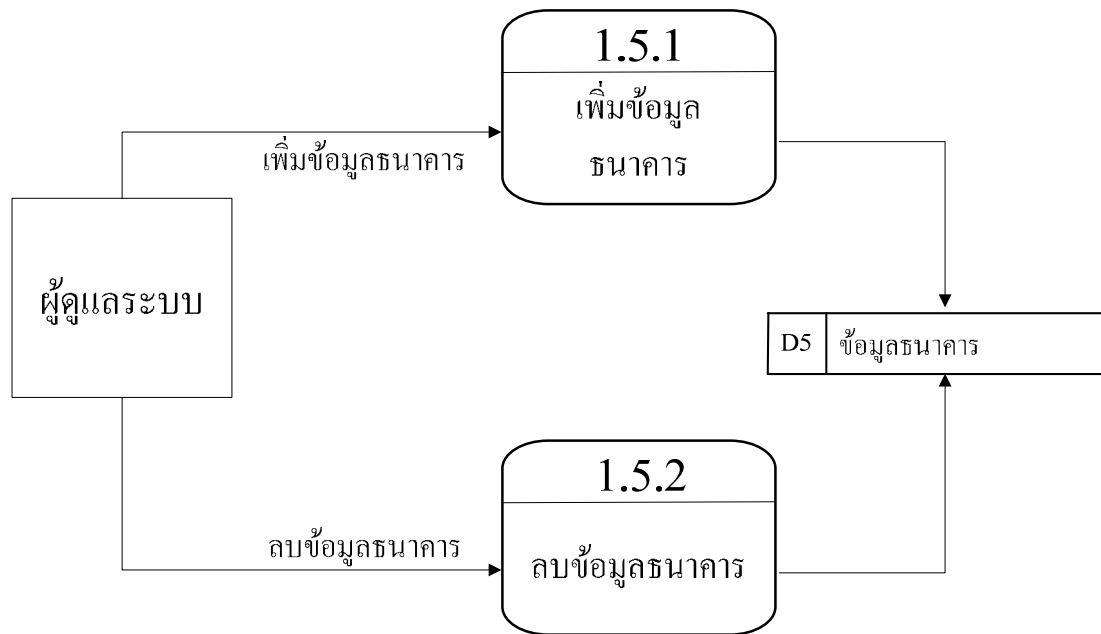 1.5.1
เพิ่มข้อมูล
ธนาคาร
เพิ่มข้อมูลธนาคาร
ผู้ดูแลระบบ
D5 ข้อมูลธนาคาร
1.5.2
ลบข้อมูลธนาคาร
ลบข้อมูลธนาคาร